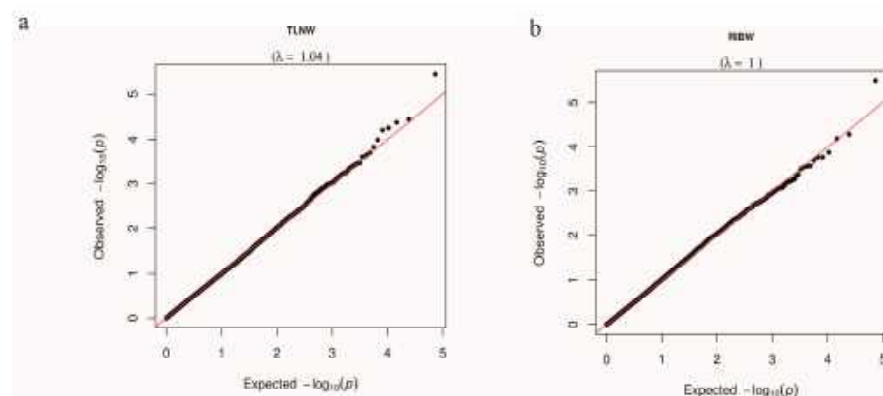 a
TLNW
(λ = 1.04)
5
4
3
2
1
0
Observed −log10(p)
0 1 2 3 4 5
Expected −log10(p)
b
RIBW
(λ = 1)
5
4
3
2
1
0
Observed −log10(p)
0 1 2 3 4 5
Expected −log10(p)